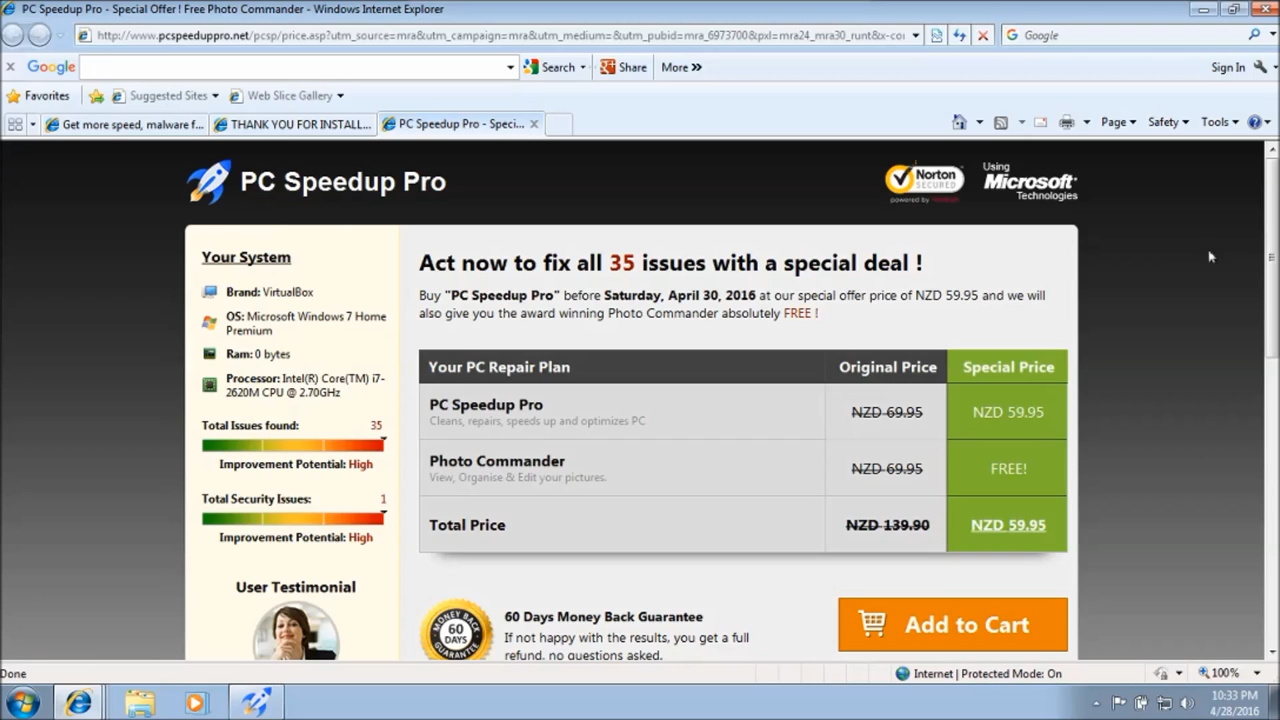 PC Speedup Pro - Special Offer ! Free Photo Commander - Windows Internet Explorer
http://www.pcspeeduppro.net/pcsp/price.asp?utm_source=mra&utm_campaign=mra&utm_medium=&utm_pubid=mra_6973700&pxl=mra24_mra30_runt&x-co
Google
Google
Search
Share
More »
Sign In
Favorites
Suggested Sites
Web Slice Gallery
Get more speed, malware f...
THANK YOU FOR INSTALL...
PC Speedup Pro - Speci...
Page
Safety
Tools
PC Speedup Pro
Norton
SECURED
powered by
Using
Microsoft
Technologies
Your System
Brand: VirtualBox
OS: Microsoft Windows 7 Home
Premium
Ram: 0 bytes
Processor: Intel(R) Core(TM) i7-
2620M CPU @ 2.70GHz
Total Issues found: 35
Improvement Potential: High
Total Security Issues: 1
Improvement Potential: High
User Testimonial
Act now to fix all 35 issues with a special deal !
Buy "PC Speedup Pro" before Saturday, April 30, 2016 at our special offer price of NZD 59.95 and we will
also give you the award winning Photo Commander absolutely FREE !
Your PC Repair Plan Original Price Special Price
PC Speedup Pro NZD 69.95 NZD 59.95
Cleans, repairs, speeds up and optimizes PC
Photo Commander NZD 69.95 FREE!
View, Organise & Edit your pictures.
Total Price NZD 139.90 NZD 59.95
MONEY BACK
60
DAYS
60 Days Money Back Guarantee
If not happy with the results, you get a full
refund, no questions asked.
Add to Cart
Done
Internet | Protected Mode: On
100%
10:33 PM
4/28/2016